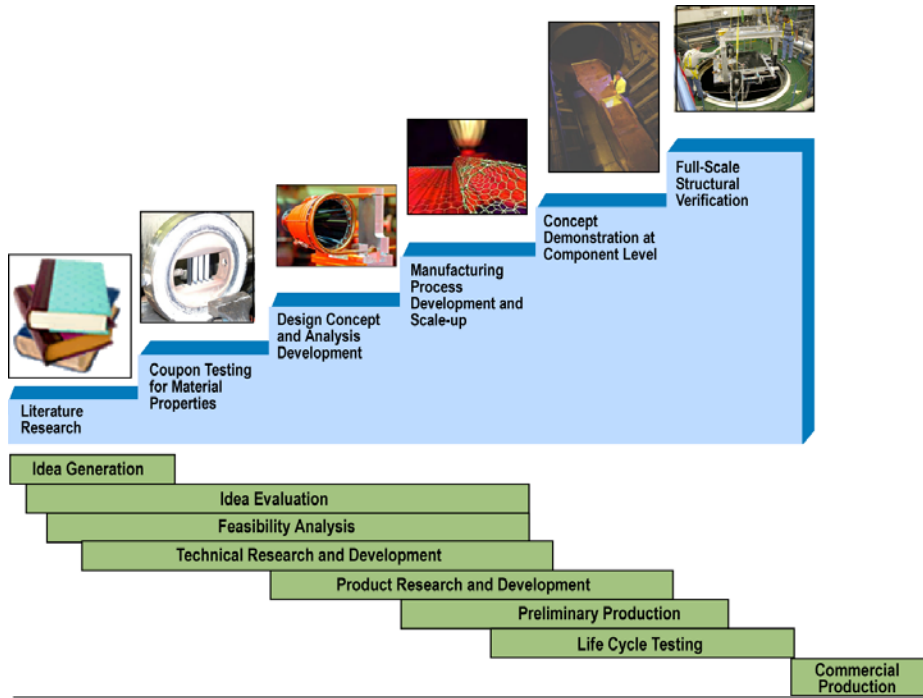 Full-Scale
Structural
Verification
Concept
Demonstration at
Component Level
Manufacturing
Process
Development and
Scale-up
Design Concept
and Analysis
Development
Coupon Testing
for Material
Properties
Literature
Research
Idea Generation
Idea Evaluation
Feasibility Analysis
Technical Research and Development
Product Research and Development
Preliminary Production
Life Cycle Testing
Commercial
Production